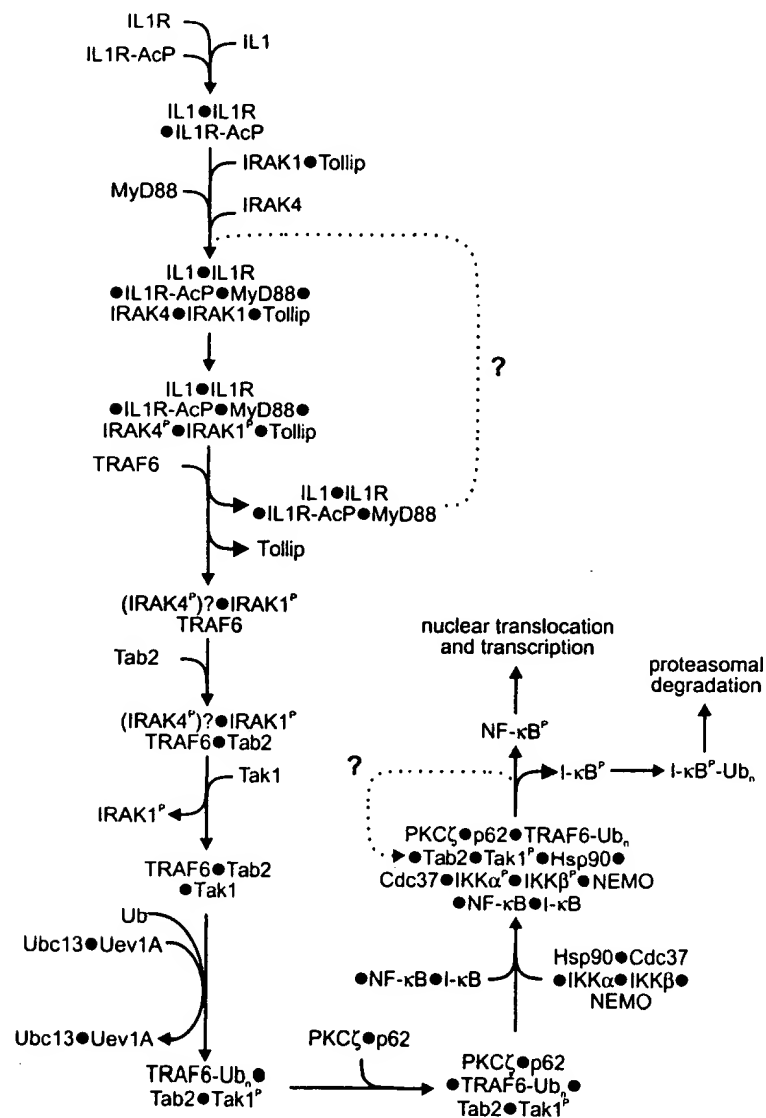 IL1R
IL1
IL1R-AcP
IL1●IL1R
●IL1R-AcP
IRAK1●Tollip
MyD88
IRAK4
IL1●IL1R
●IL1R-AcP●MyD88●
IRAK4●IRAK1●Tollip
?
IL1●IL1R
●IL1R-AcP●MyD88●
IRAK4ᴾ●IRAK1ᴾ●Tollip
TRAF6
IL1●IL1R
●IL1R-AcP●MyD88
Tollip
(IRAK4ᴾ)?●IRAK1ᴾ
TRAF6
Tab2
(IRAK4ᴾ)?●IRAK1ᴾ
TRAF6●Tab2
Tak1
IRAK1ᴾ
TRAF6●Tab2
●Tak1
Ub
Ubc13●Uev1A
Ubc13●Uev1A
TRAF6-Ubₙ●
Tab2●Tak1ᴾ
PKCζ●p62
PKCζ●p62
●TRAF6-Ubₙ●
Tab2●Tak1ᴾ
●NF-κB●I-κB
Hsp90●Cdc37
●IKKα●IKKβ●
NEMO
PKCζ●p62●TRAF6-Ubₙ
●Tab2●Tak1ᴾ●Hsp90●
Cdc37●IKKαᴾ●IKKβᴾ●NEMO
●NF-κB●I-κB
?
NF-κBᴾ
I-κBᴾ
I-κBᴾ-Ubₙ
nuclear translocation
and transcription
proteasomal
degradation